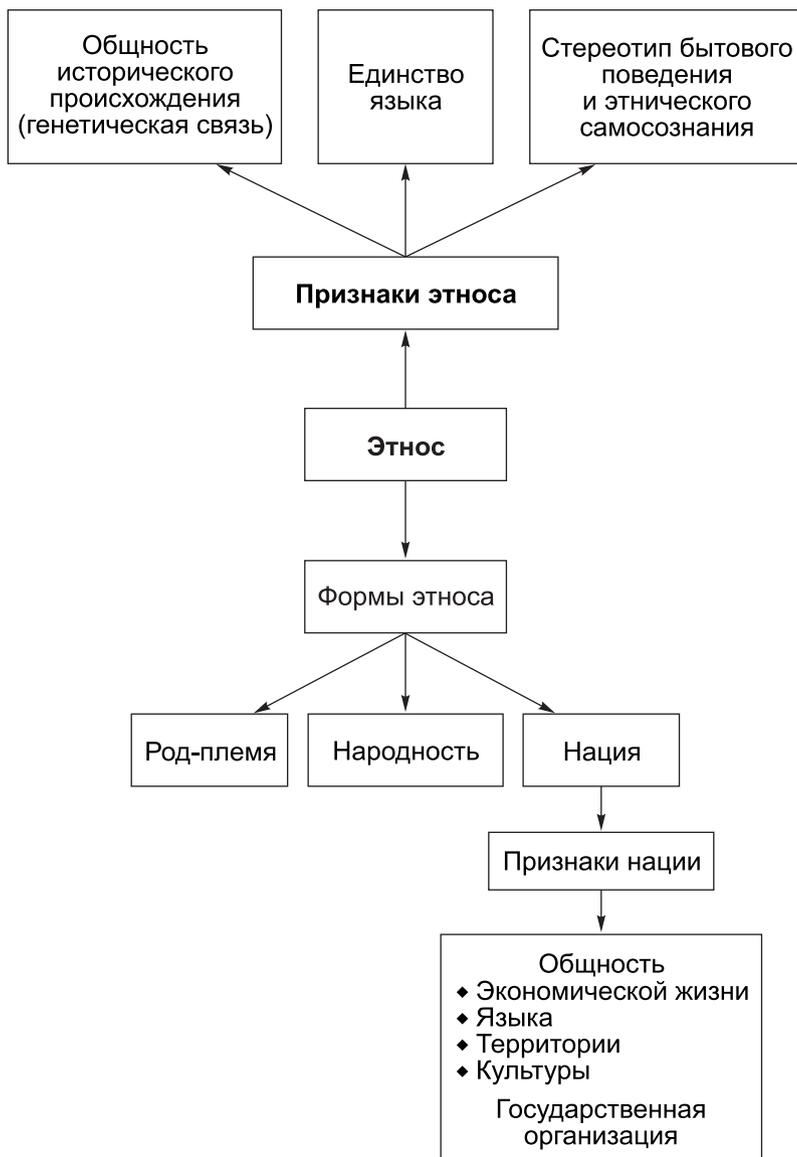 Общность
исторического
происхождения
(генетическая связь)
Единство
языка
Стереотип бытового
поведения
и этнического
самосознания
Признаки этноса
Этнос
Формы этноса
Род-племя
Народность
Нация
Признаки нации
Общность
◆ Экономической жизни
◆ Языка
◆ Территории
◆ Культуры
Государственная
организация